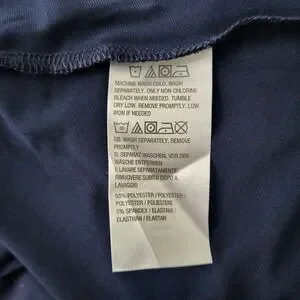 MACHINE WASH COLD, WASH
SEPARATELY, ONLY NON-CHLORINE
BLEACH WHEN NEEDED, TUMBLE
DRY LOW. REMOVE PROMPTLY. LOW
IRON IF NEEDED
GB: WASH SEPARATELY, REMOVE
PROMPTLY
D: SEPARAT WASCHEN, VOR DER
WÄSCHE ENTFERNEN
I: LAVARE SEPARATAMENTE
RIMUOVERE SUBITO DOPO IL
LAVAGGIO
95% POLYESTER / POLYESTER /
POLYESTER / POLIESTERE
5% SPANDEX / ELASTANE /
ELASTHAN / ELASTAN